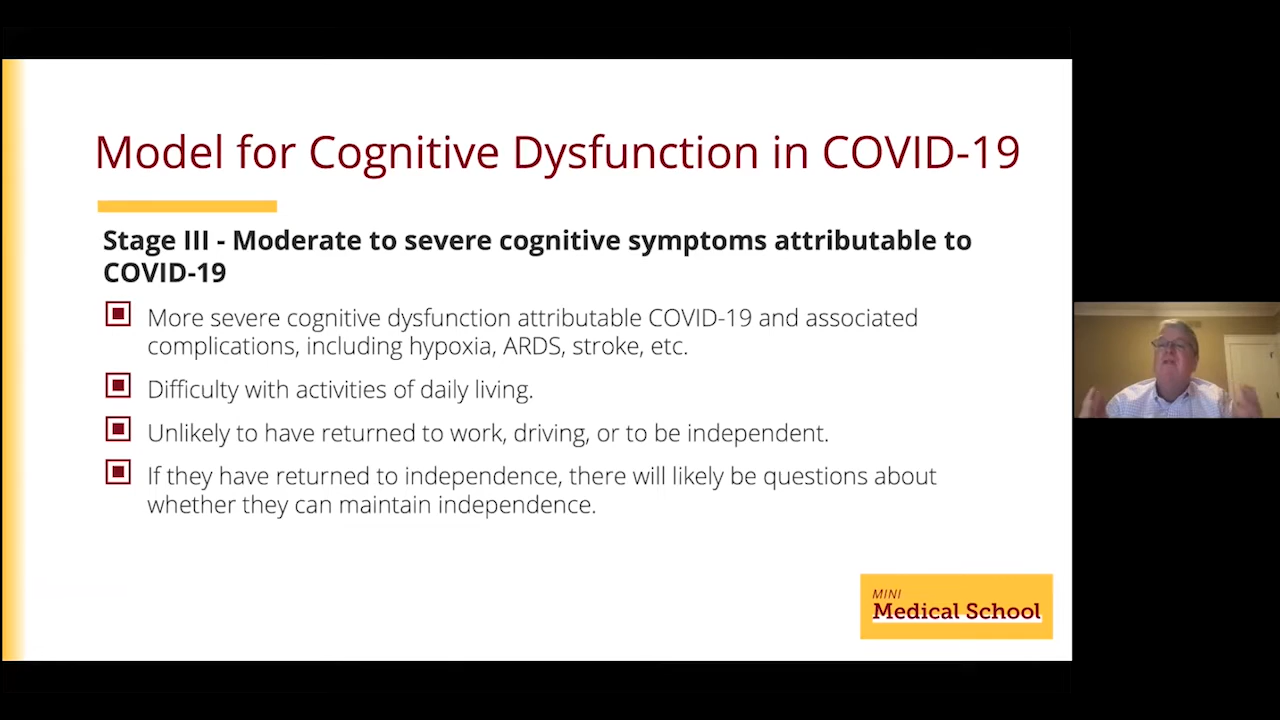 Model for Cognitive Dysfunction in COVID-19
Stage III - Moderate to severe cognitive symptoms attributable to
COVID-19
More severe cognitive dysfunction attributable COVID-19 and associated
complications, including hypoxia, ARDS, stroke, etc.
Difficulty with activities of daily living.
Unlikely to have returned to work, driving, or to be independent.
If they have returned to independence, there will likely be questions about
whether they can maintain independence.
MINI
Medical School